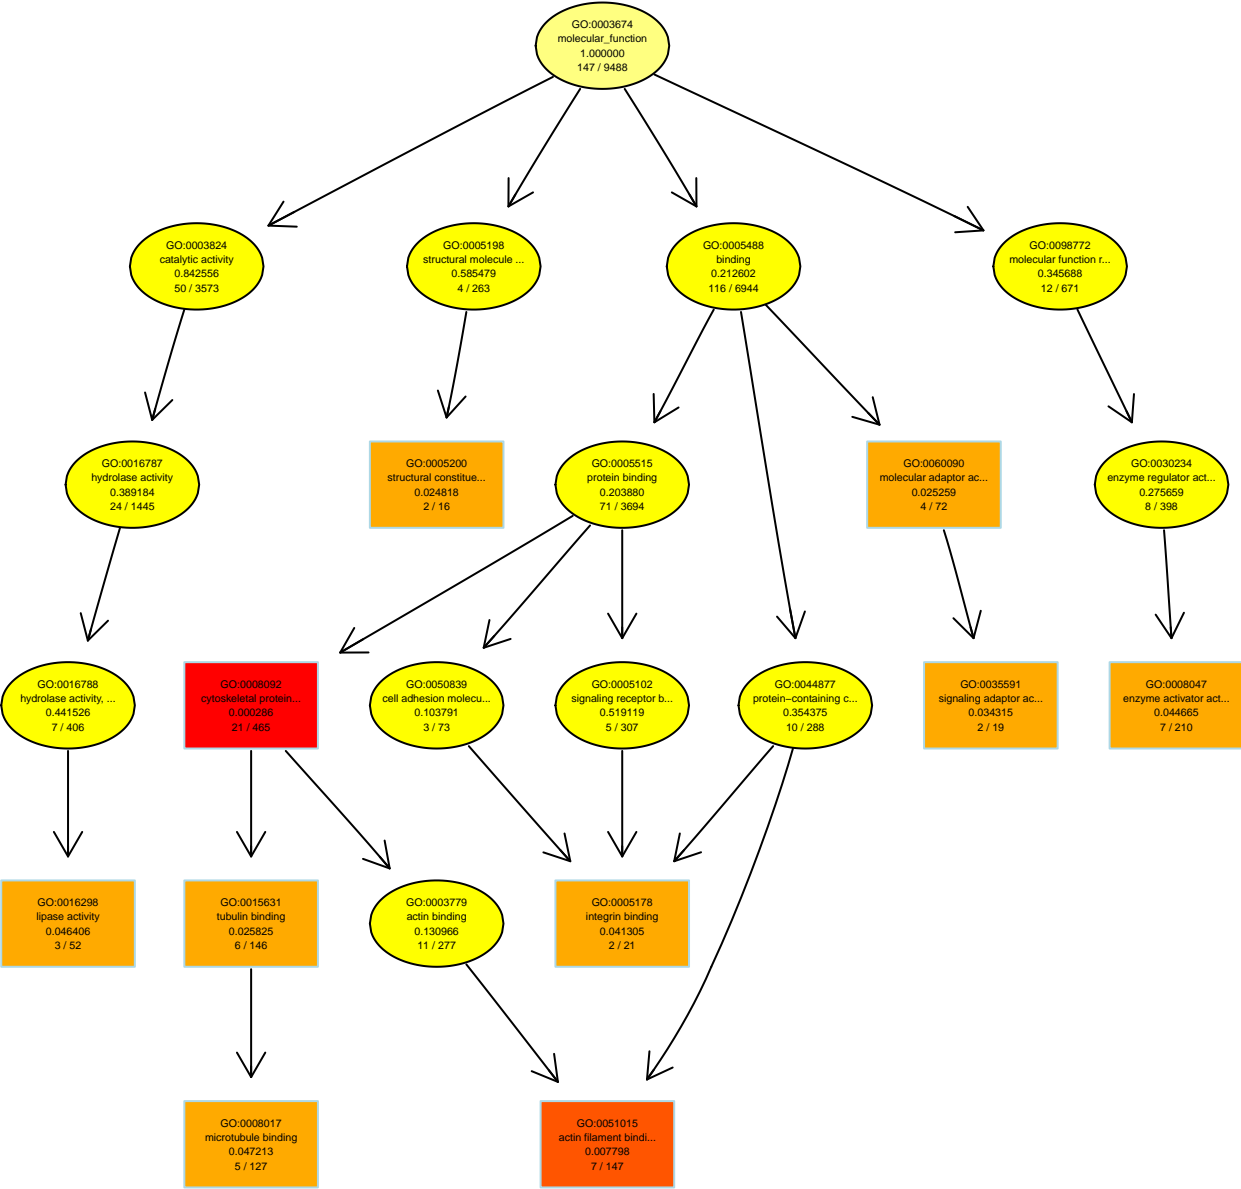 GO:0003674
molecular_function
1.000000
147 / 9488
GO:0003824
catalytic activity
0.842556
50 / 3573
GO:0005198
structural molecule ...
0.585479
4 / 263
GO:0005488
binding
0.212602
116 / 6944
GO:0098772
molecular function r...
0.345688
12 / 671
GO:0016787
hydrolase activity
0.389184
24 / 1445
GO:0005200
structural constitue...
0.024818
2 / 16
GO:0005515
protein binding
0.203880
71 / 3694
GO:0060090
molecular adaptor ac...
0.025259
4 / 72
GO:0030234
enzyme regulator act...
0.275659
8 / 398
GO:0016788
hydrolase activity, ...
0.441526
7 / 406
GO:0008092
cytoskeletal protein...
0.000286
21 / 465
GO:0050839
cell adhesion molecu...
0.103791
3 / 73
GO:0005102
signaling receptor b...
0.519119
5 / 307
GO:0044877
protein−containing c...
0.354375
10 / 288
GO:0035591
signaling adaptor ac...
0.034315
2 / 19
GO:0008047
enzyme activator act...
0.044665
7 / 210
GO:0016298
lipase activity
0.046406
3 / 52
GO:0015631
tubulin binding
0.025825
6 / 146
GO:0003779
actin binding
0.130966
11 / 277
GO:0005178
integrin binding
0.041305
2 / 21
GO:0008017
microtubule binding
0.047213
5 / 127
GO:0051015
actin filament bindi...
0.007798
7 / 147